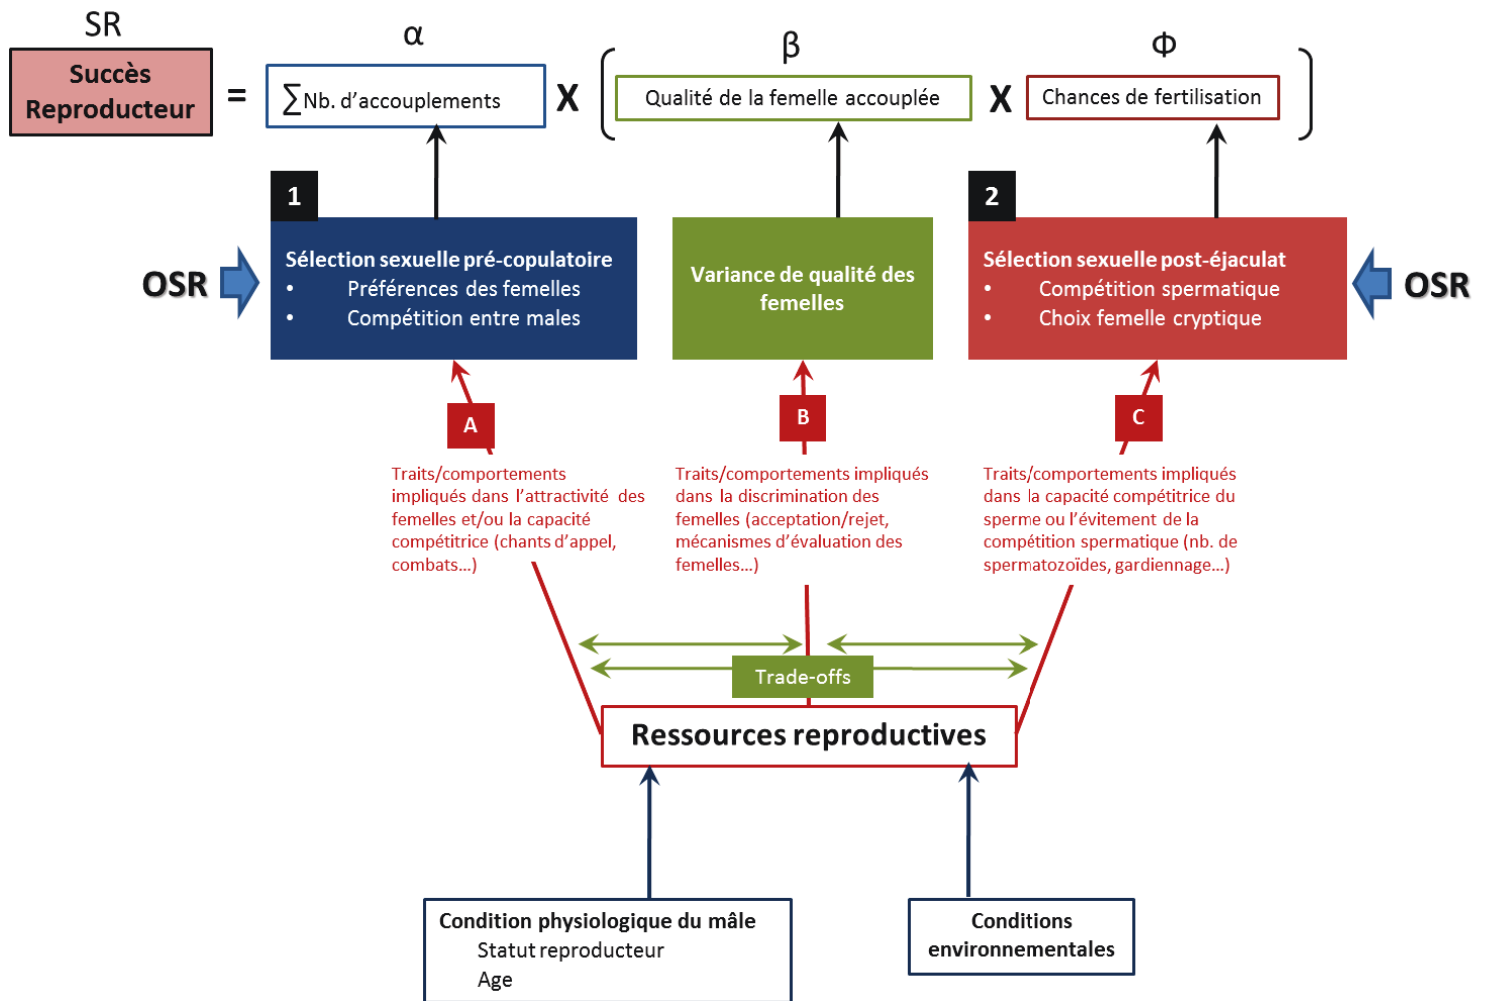 SR
α
β
Φ
Succès
Reproducteur
=
∑Nb. d'accouplements
X
Qualité de la femelle accouplée
X
Chances de fertilisation
1
2
OSR
Sélection sexuelle pré-copulatoire
• Préférences des femelles
• Compétition entre males
Variance de qualité des
femelles
Sélection sexuelle post-éjaculat
• Compétition spermatique
• Choix femelle cryptique
OSR
A
B
C
Traits/comportements
impliqués dans l'attractivité des
femelles et/ou la capacité
compétitrice (chants d'appel,
combats…)
Traits/comportements impliqués
dans la discrimination des
femelles (acceptation/rejet,
mécanismes d'évaluation des
femelles…)
Traits/comportements impliqués
dans la capacité compétitrice du
sperme ou l'évitement de la
compétition spermatique (nb. de
spermatozoïdes, gardiennage…)
Trade-offs
Ressources reproductives
Condition physiologique du mâle
Statut reproducteur
Age
Conditions
environnementales